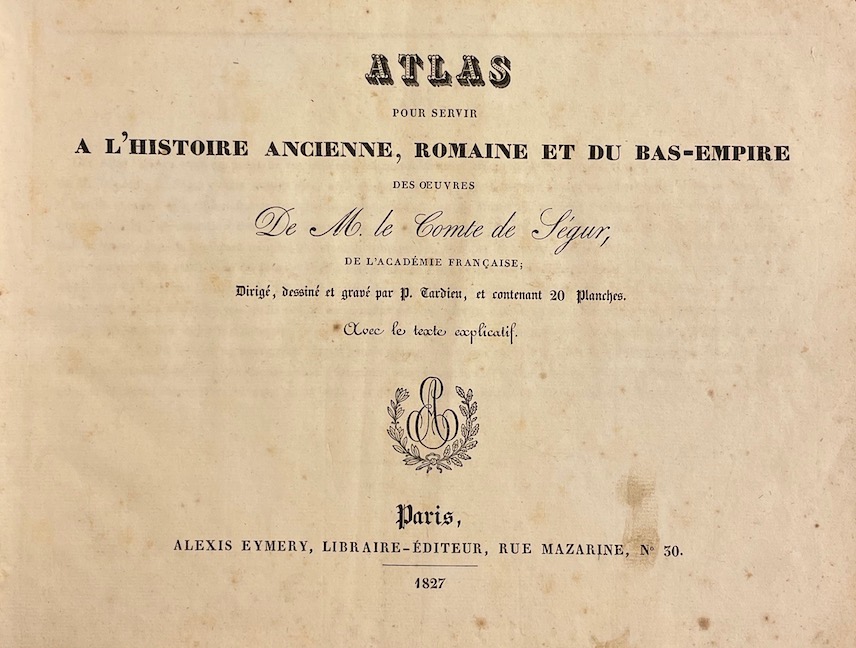 ATLAS
POUR SERVIR
A L'HISTOIRE ANCIENNE, ROMAINE ET DU BAS-EMPIRE
DES OEUVRES
De M. le Comte de Ségur,
DE L'ACADÉMIE FRANÇAISE;
Dirigé, dessiné et gravé par P. Tardieu, et contenant 20 Planches.
Avec le texte explicatif.
Paris,
ALEXIS EYMERY, LIBRAIRE-ÉDITEUR, RUE MAZARINE, No 30.
1827